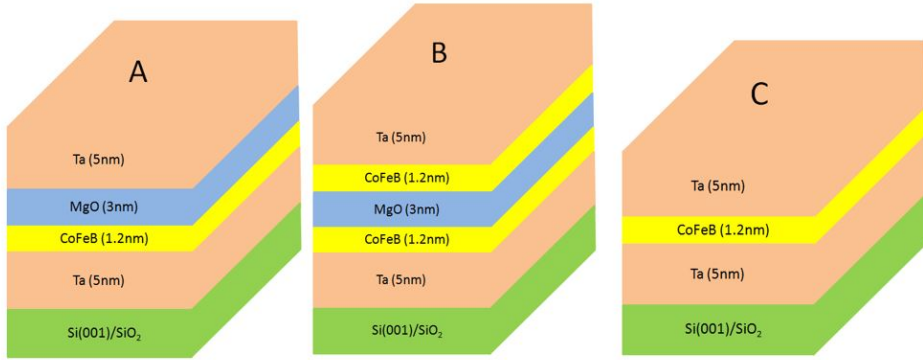 A
Ta (5nm)
MgO (3nm)
CoFeB (1.2nm)
Ta (5nm)
Si(001)/SiO₂
B
Ta (5nm)
CoFeB (1.2nm)
MgO (3nm)
CoFeB (1.2nm)
Ta (5nm)
Si(001)/SiO₂
C
Ta (5nm)
CoFeB (1.2nm)
Ta (5nm)
Si(001)/SiO₂